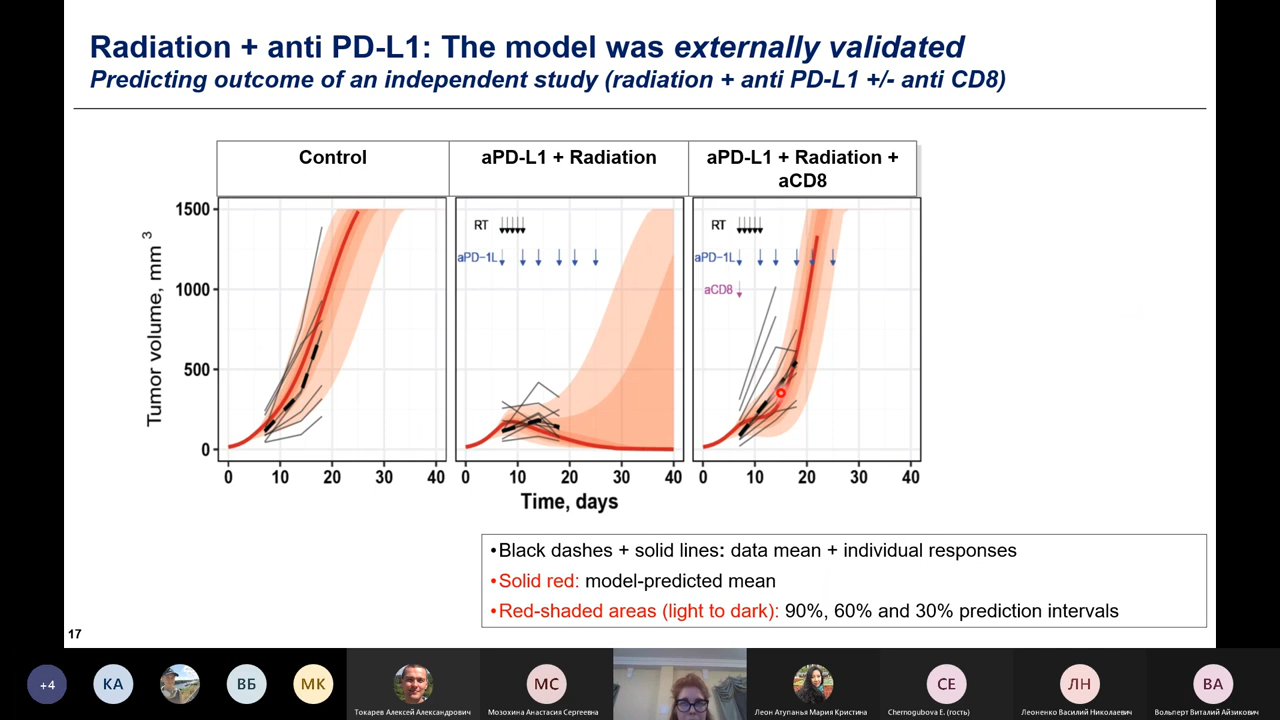 Radiation + anti PD-L1: The model was externally validated
Predicting outcome of an independent study (radiation + anti PD-L1 +/- anti CD8)
Control
aPD-L1 + Radiation
aPD-L1 + Radiation +
aCD8
Tumor volume, mm 3
1500
1000
500
0
RT
aPD-1L
RT
aPD-1L
aCD8
0 10 20 30 40
0 10 20 30 40
0 10 20 30 40
Time, days
•Black dashes + solid lines: data mean + individual responses
•Solid red: model-predicted mean
•Red-shaded areas (light to dark): 90%, 60% and 30% prediction intervals
17
+4
КА
ВБ
МК
Токарев Алексей Александрович
МС
Мозохина Анастасия Сергеевна
Леон Атупанья Мария Кристина
CE
Chernogubova E. (гость)
ЛН
Леоненко Василий Николаевич
ВА
Вольперт Виталий Айзикович